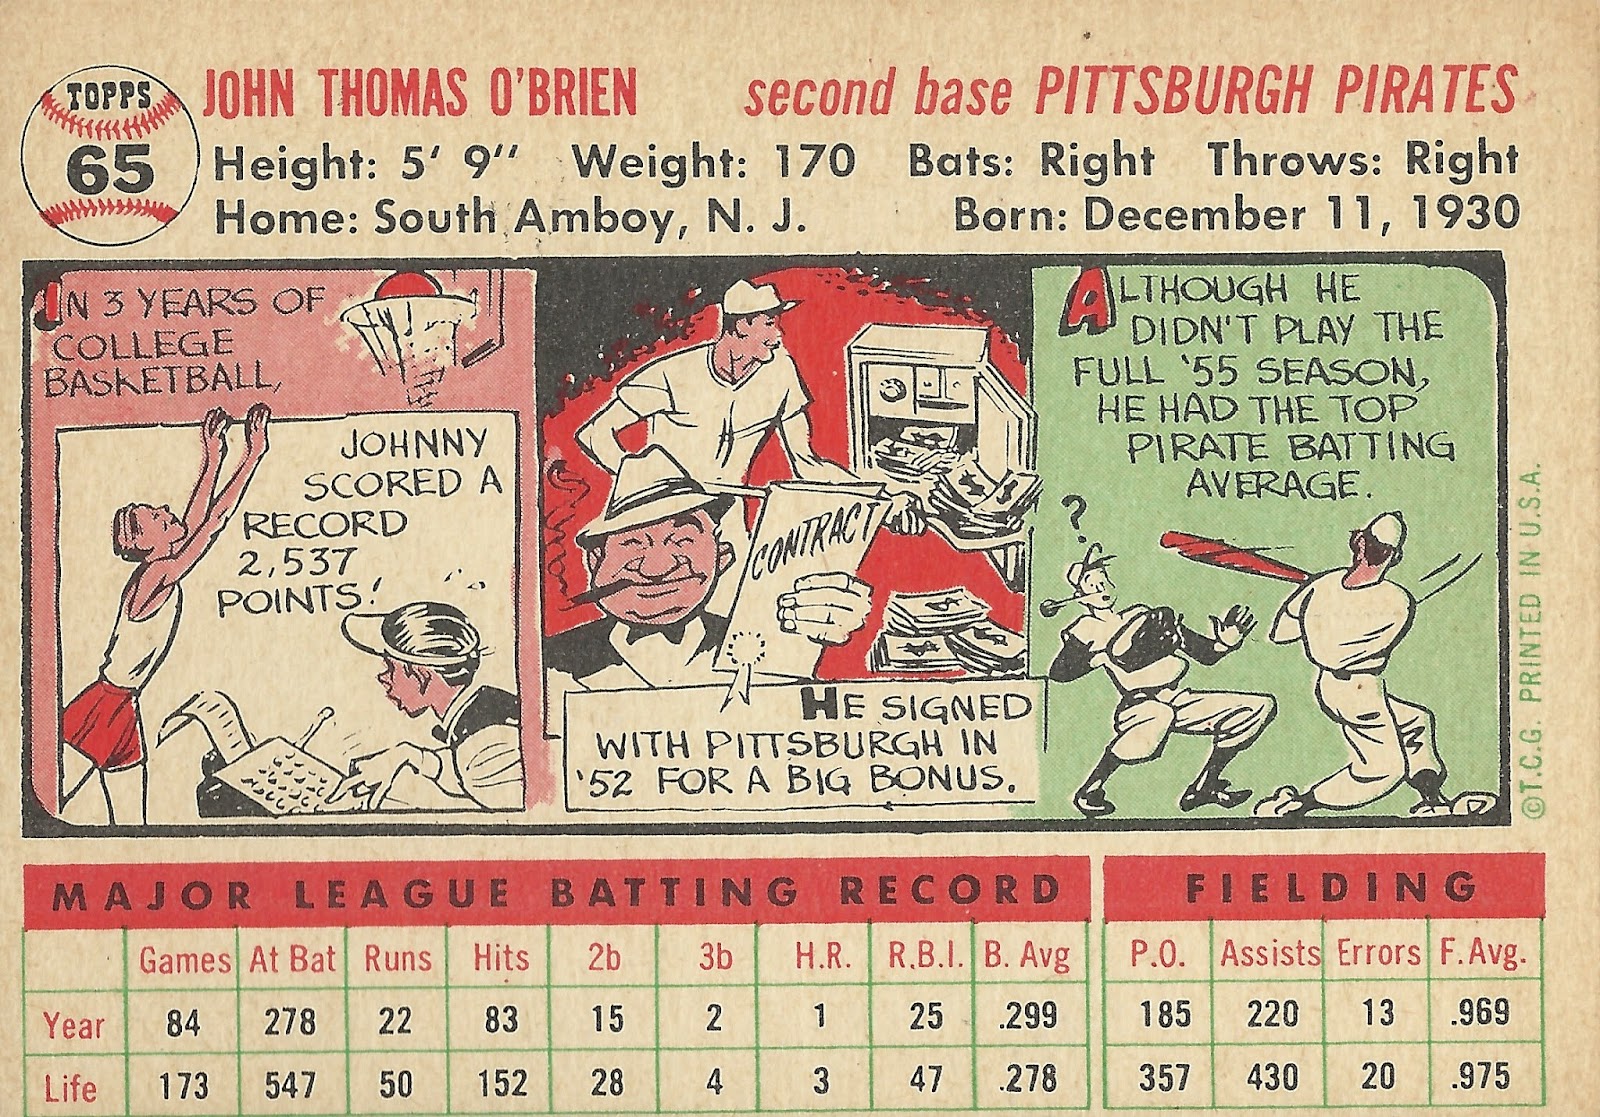 TOPPS
65
JOHN THOMAS O'BRIEN second base PITTSBURGH PIRATES
Height: 5' 9" Weight: 170 Bats: Right Throws: Right
Home: South Amboy, N. J. Born: December 11, 1930
IN 3 YEARS OF
COLLEGE
BASKETBALL,
JOHNNY
SCORED A
RECORD
2,537
POINTS!
CONTRACT
HE SIGNED
WITH PITTSBURGH IN
'52 FOR A BIG BONUS.
ALTHOUGH HE
DIDN'T PLAY THE
FULL '55 SEASON,
HE HAD THE TOP
PIRATE BATTING
AVERAGE.
?
©T.C.G. PRINTED IN U.S.A.
MAJOR LEAGUE BATTING RECORD FIELDING
Games At Bat Runs Hits 2b 3b H.R. R.B.I. B. Avg P.O. Assists Errors F. Avg.
Year 84 278 22 83 15 2 1 25 .299 185 220 13 .969
Life 173 547 50 152 28 4 3 47 .278 357 430 20 .975